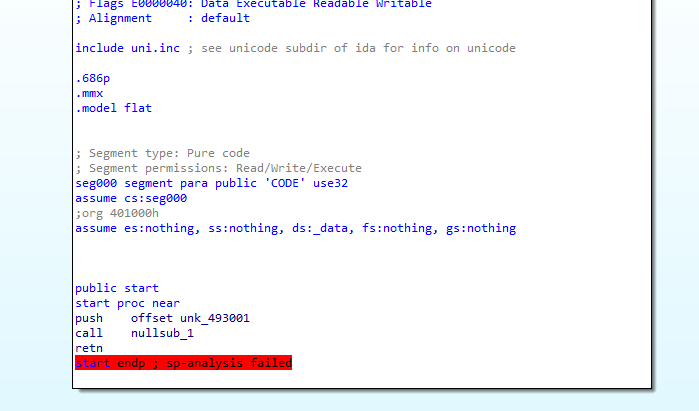 ; Flags E0000040: Data Executable Readable Writable
; Alignment     : default
include uni.inc ; see unicode subdir of ida for info on unicode
.686p
.mmx
.model flat
; Segment type: Pure code
; Segment permissions: Read/Write/Execute
seg000 segment para public 'CODE' use32
assume cs:seg000
;org 401000h
assume es:nothing, ss:nothing, ds:_data, fs:nothing, gs:nothing
public start
start proc near
push    offset unk_493001
call    nullsub_1
retn
start endp ; sp-analysis failed